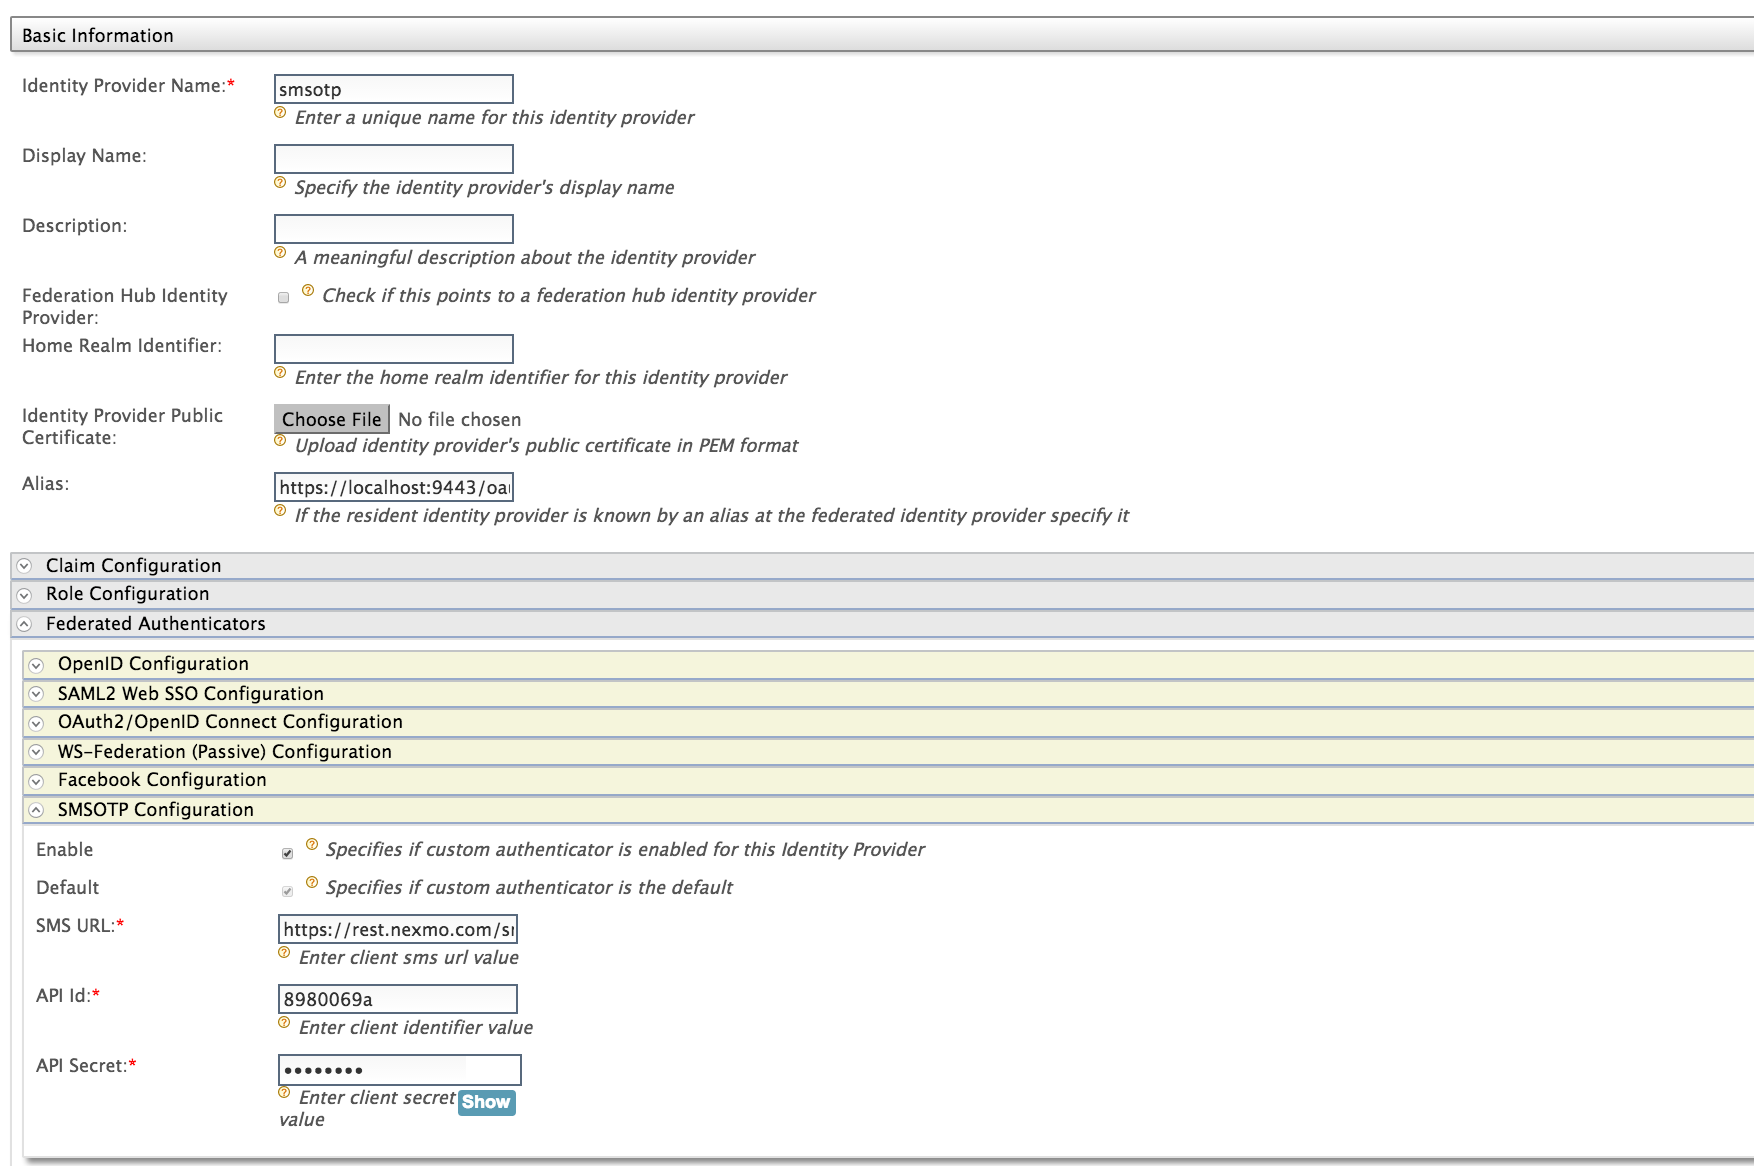 Basic Information
Identity Provider Name:*
smsotp
Enter a unique name for this identity provider
Display Name:
Specify the identity provider's display name
Description:
A meaningful description about the identity provider
Federation Hub Identity
Provider:
Check if this points to a federation hub identity provider
Home Realm Identifier:
Enter the home realm identifier for this identity provider
Identity Provider Public
Certificate:
Choose File No file chosen
Upload identity provider's public certificate in PEM format
Alias:
https://localhost:9443/oa
If the resident identity provider is known by an alias at the federated identity provider specify it
Claim Configuration
Role Configuration
Federated Authenticators
OpenID Configuration
SAML2 Web SSO Configuration
OAuth2/OpenID Connect Configuration
WS-Federation (Passive) Configuration
Facebook Configuration
SMSOTP Configuration
Enable
Specifies if custom authenticator is enabled for this Identity Provider
Default
Specifies if custom authenticator is the default
SMS URL:*
https://rest.nexmo.com/s
Enter client sms url value
API Id:*
8980069a
Enter client identifier value
API Secret:*
••••••••
Enter client secret
value
Show